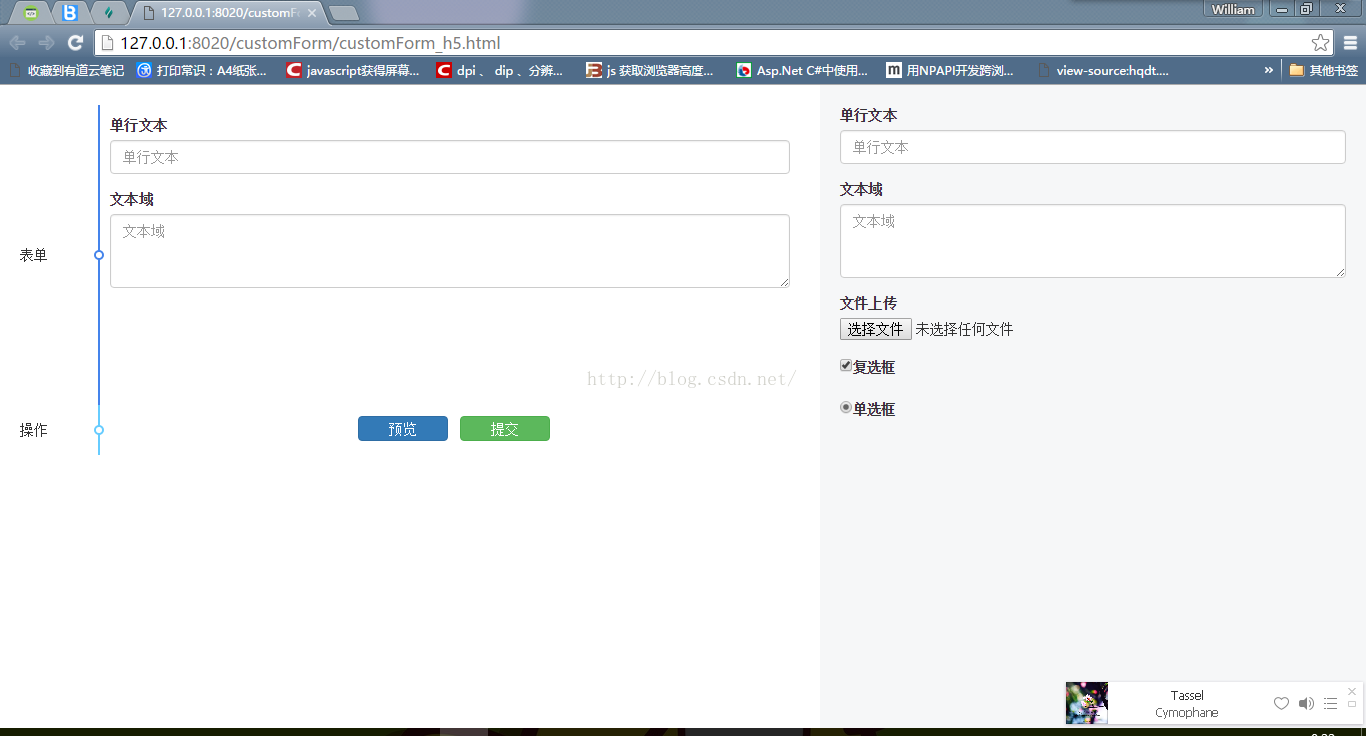 127.0.0.1:8020/customF
William
127.0.0.1:8020/customForm/customForm_h5.html
收藏到有道云笔记
打印常识：A4纸张...
javascript获得屏幕...
dpi 、 dip 、分辨...
js 获取浏览器高度...
Asp.Net C#中使用...
用NPAPI开发跨浏...
view-source:hqdt....
»
其他书签
单行文本
单行文本
文本域
文本域
表单
http://blog.csdn.net/
操作
预览
提交
单行文本
单行文本
文本域
文本域
文件上传
选择文件 未选择任何文件
复选框
单选框
Tassel
Cymophane